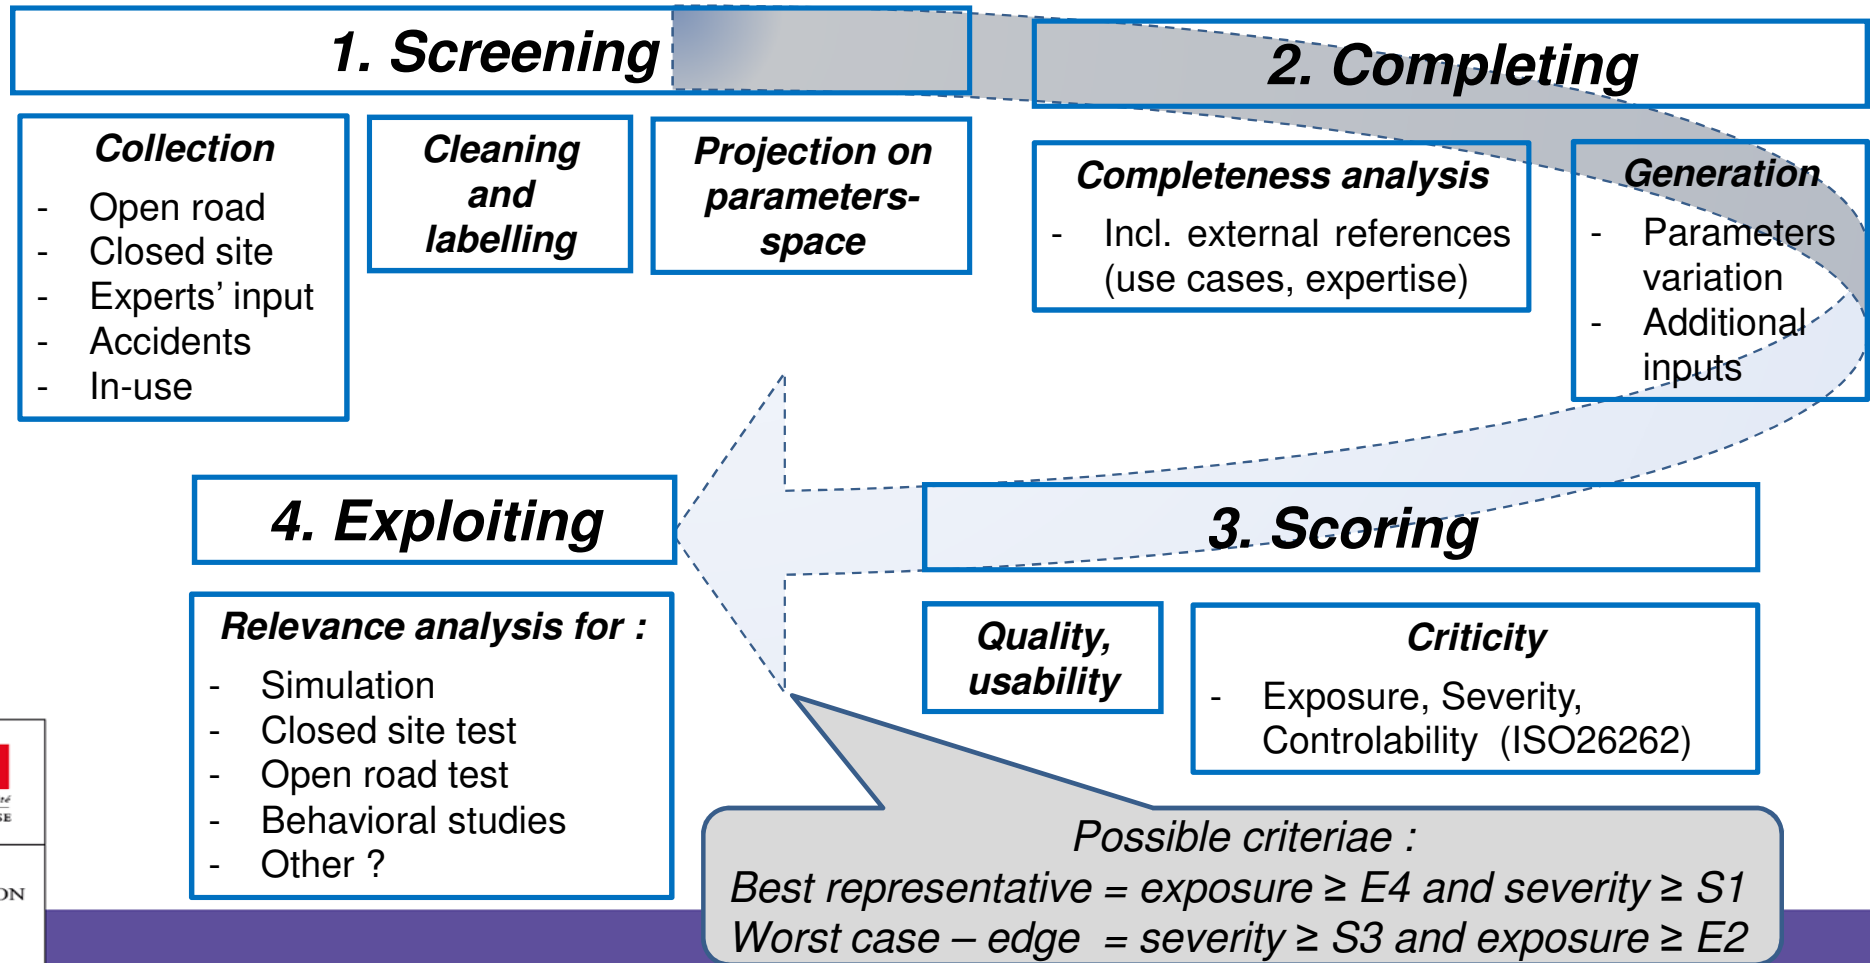 1. Screening
2. Completing
Collection
- Open road
- Closed site
- Experts' input
- Accidents
- In-use
Cleaning
and
labelling
Projection on
parameters-
space
Completeness analysis
- Incl. external references
(use cases, expertise)
Generation
- Parameters
variation
- Additional
inputs
4. Exploiting
3. Scoring
Relevance analysis for :
- Simulation
- Closed site test
- Open road test
- Behavioral studies
- Other ?
Quality,
usability
Criticity
- Exposure, Severity,
Controlability (ISO26262)
Possible criteriae :
Best representative = exposure ≥ E4 and severity ≥ S1
Worst case – edge = severity ≥ S3 and exposure ≥ E2